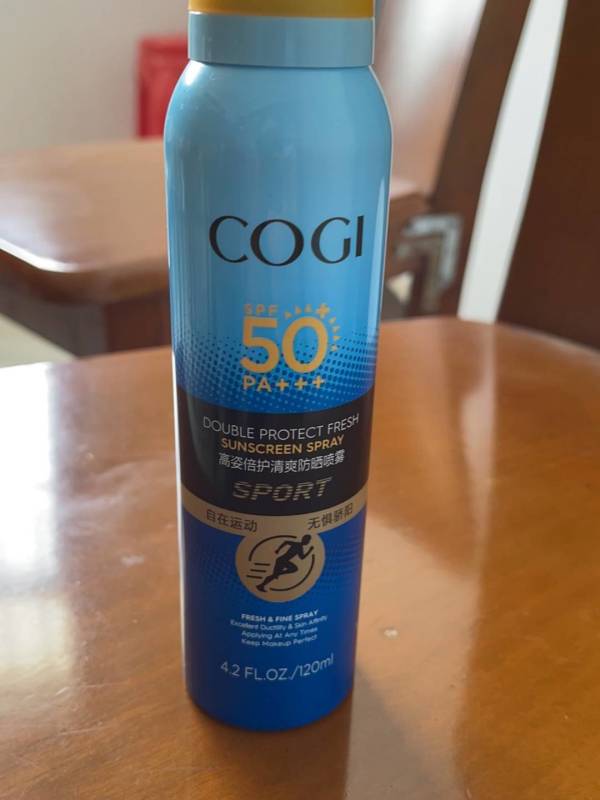 COGI
SPF
50+
PA+++
DOUBLE PROTECT FRESH
SUNSCREEN SPRAY
高姿倍护清爽防晒喷雾
SPORT
自在运动 无惧骄阳
FRESH & FINE SPRAY
Excellent Ductility & Skin Affinity
Applying At Any Times
Keep Makeup Perfect
4.2 FL.OZ./120ml